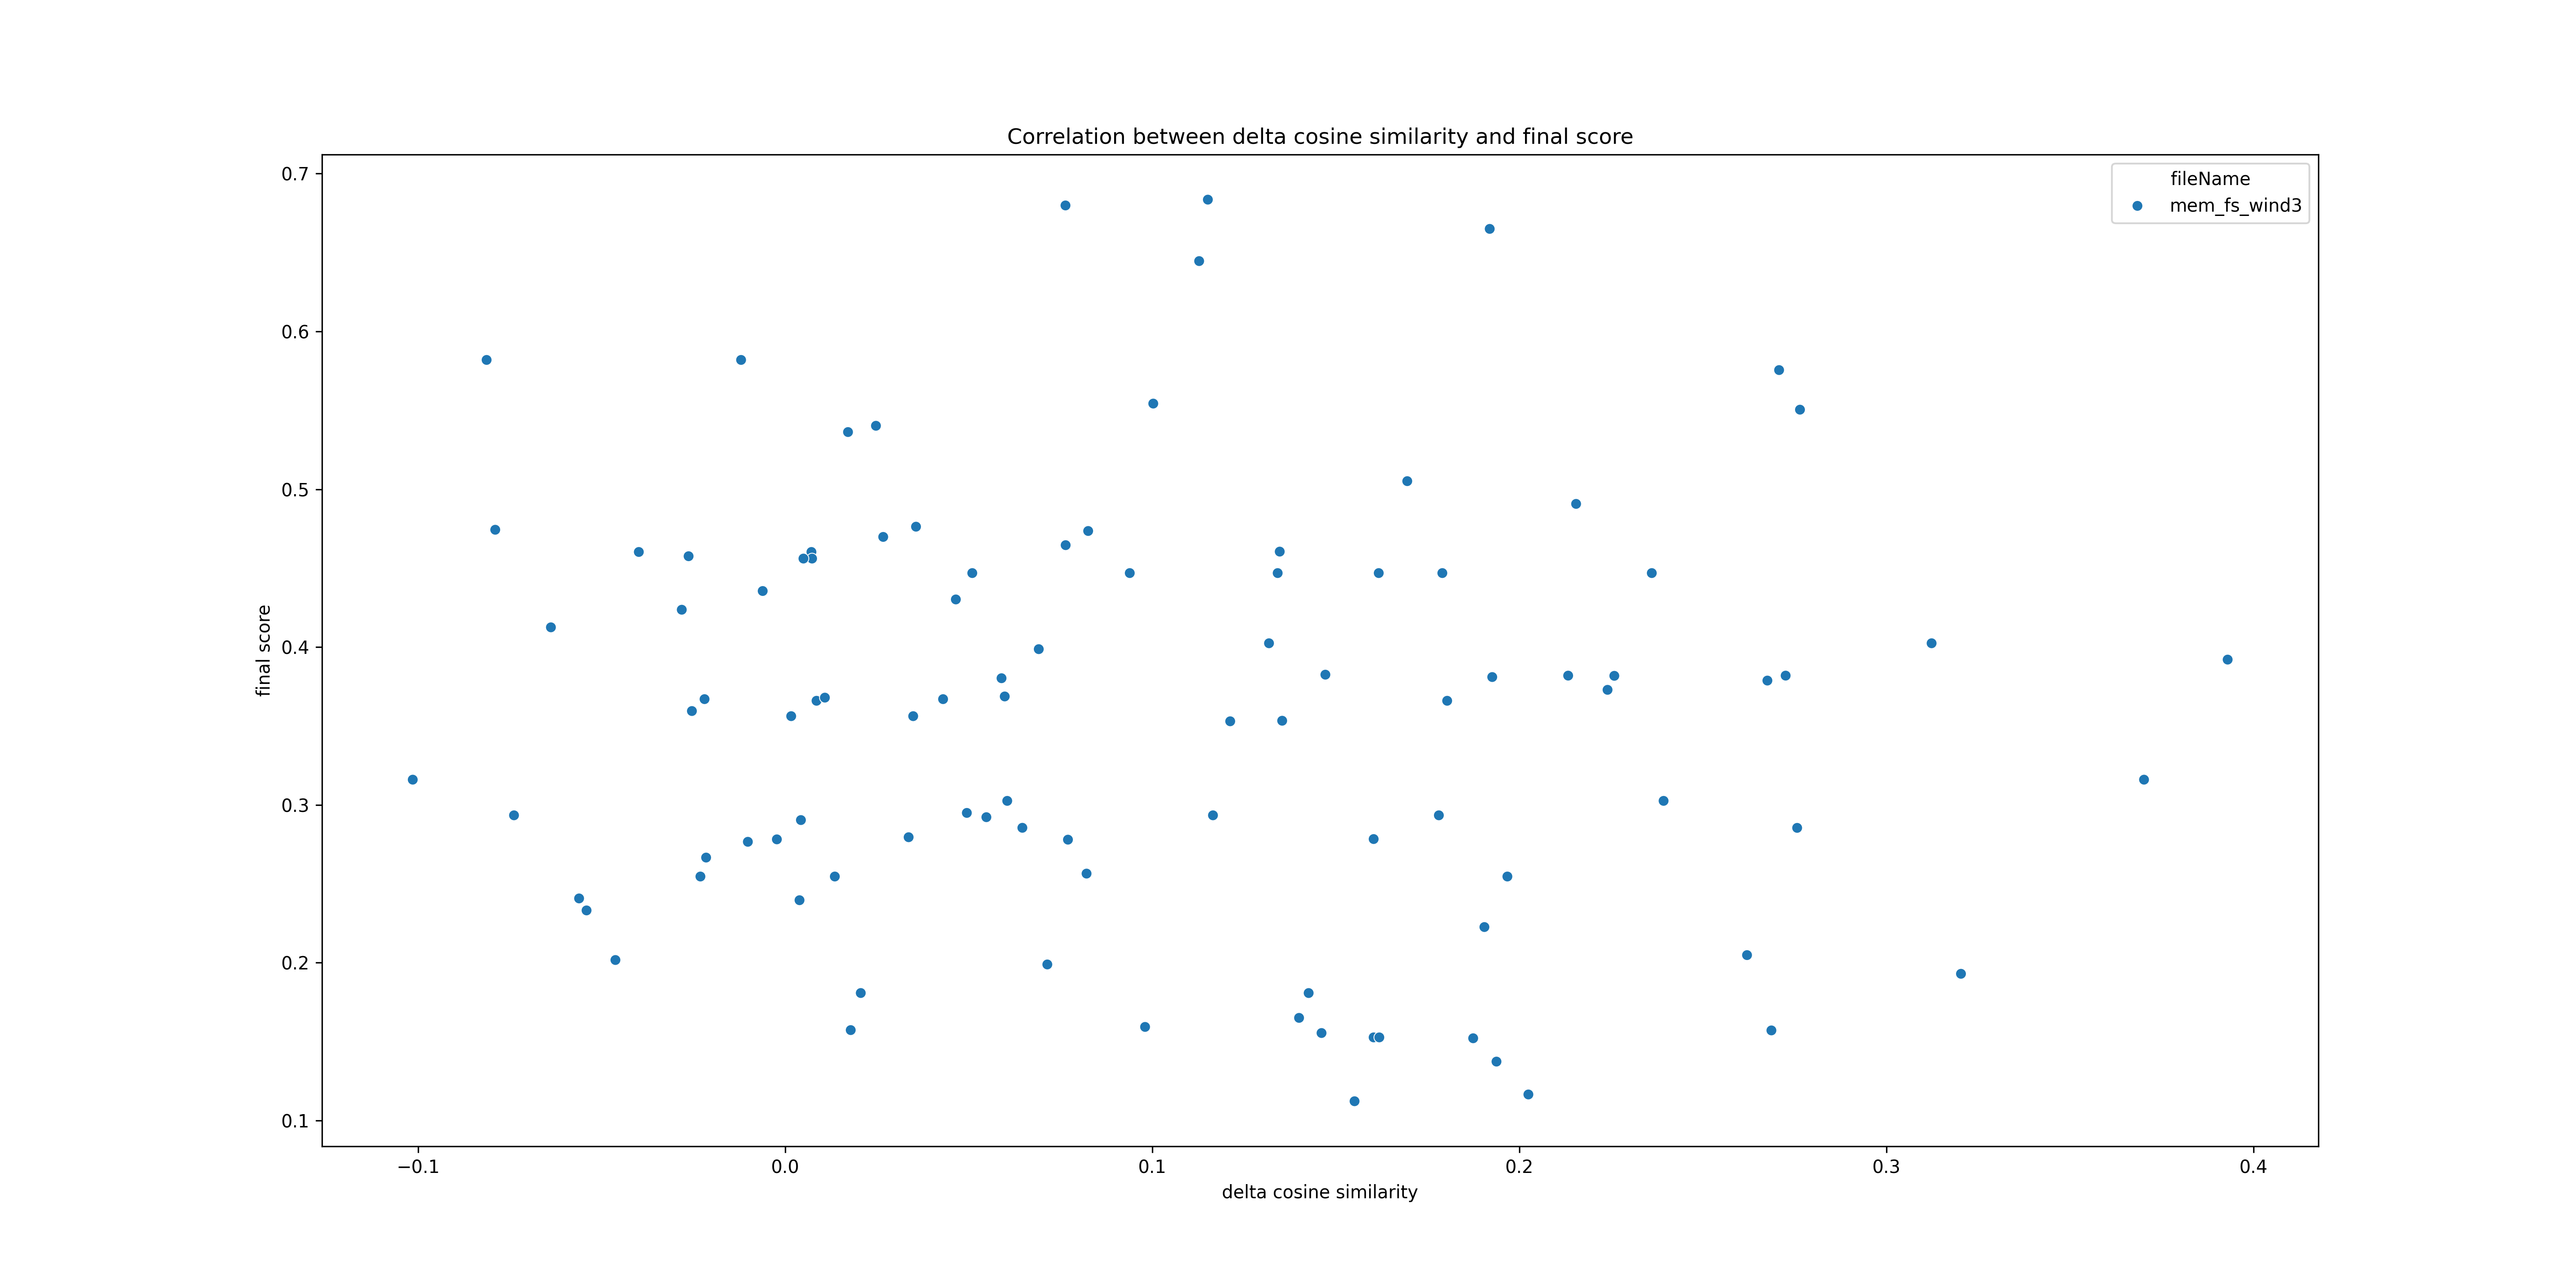 Correlation between delta cosine similarity and final score
fileName
mem_fs_wind3
final score
0.7
0.6
0.5
0.4
0.3
0.2
0.1
−0.1 0.0 0.1 0.2 0.3 0.4
delta cosine similarity